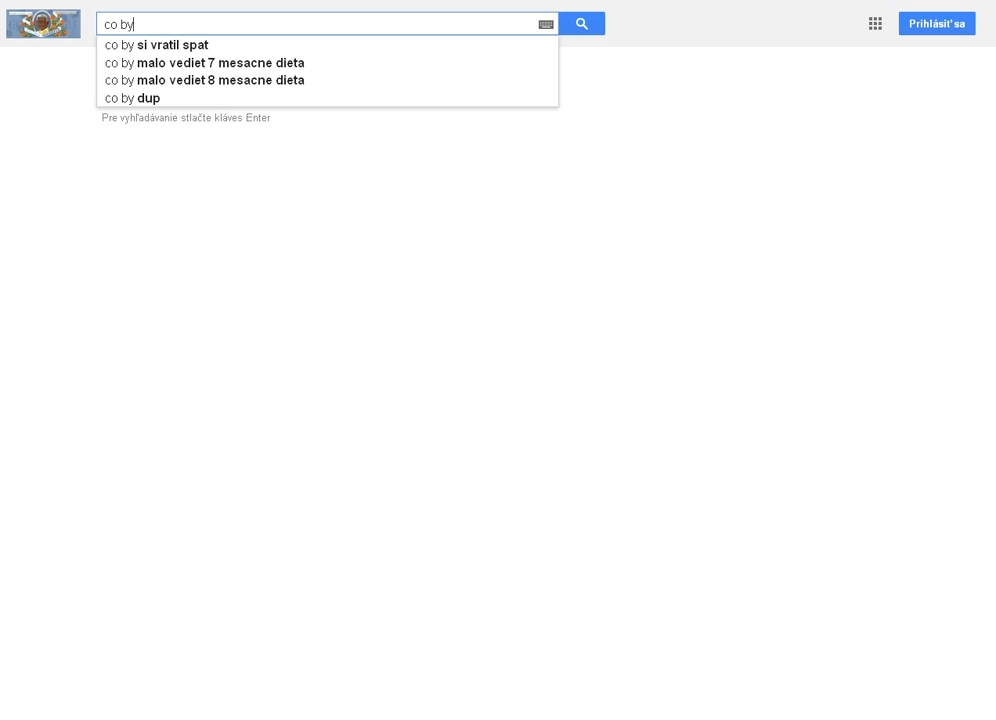 co by
Prihlásiť sa
co by si vratil spat
co by malo vediet 7 mesacne dieta
co by malo vediet 8 mesacne dieta
co by dup
Pre vyhľadávanie stlačte kláves Enter